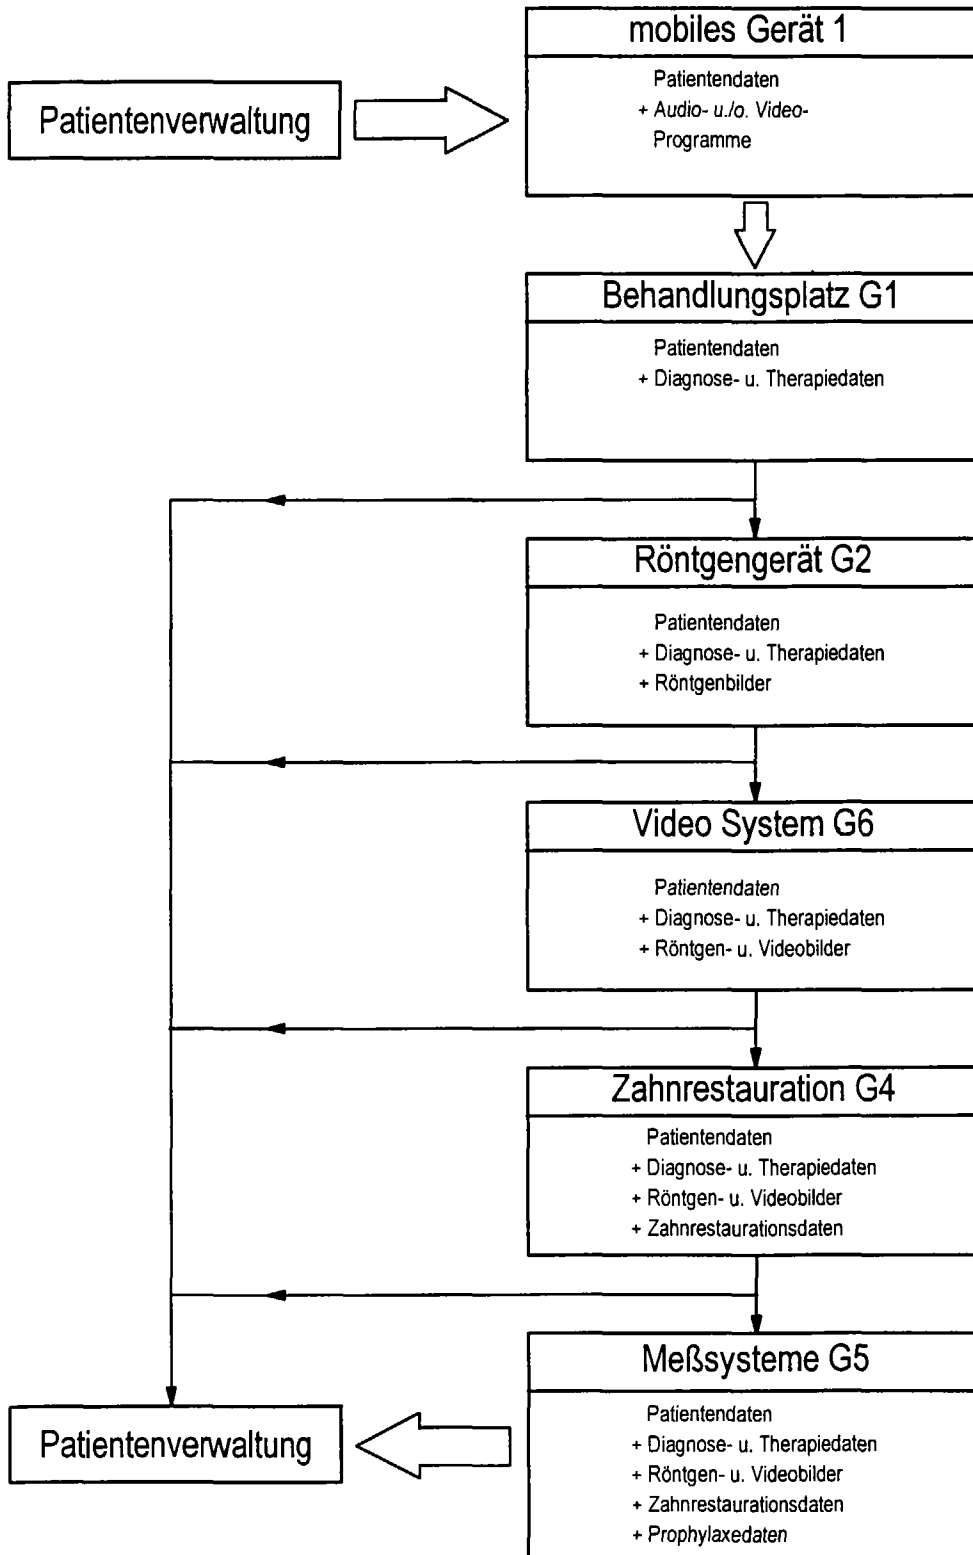 mobiles Gerät 1
Patientendaten
+ Audio- u./o. Video-
Programme
Patientenverwaltung
Behandlungsplatz G1
Patientendaten
+ Diagnose- u. Therapiedaten
Röntgengerät G2
Patientendaten
+ Diagnose- u. Therapiedaten
+ Röntgenbilder
Video System G6
Patientendaten
+ Diagnose- u. Therapiedaten
+ Röntgen- u. Videobilder
Zahnrestauration G4
Patientendaten
+ Diagnose- u. Therapiedaten
+ Röntgen- u. Videobilder
+ Zahnrestaurationsdaten
Meßsysteme G5
Patientendaten
+ Diagnose- u. Therapiedaten
+ Röntgen- u. Videobilder
+ Zahnrestaurationsdaten
+ Prophylaxedaten
Patientenverwaltung